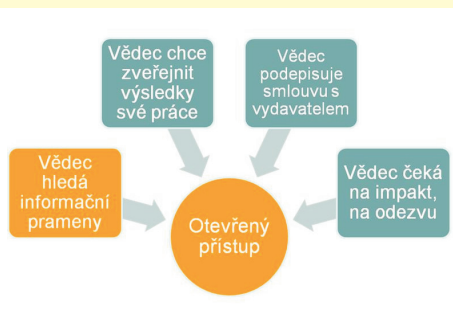 Vědec
hledá
informační
prameny
Vědec chce
zveřejnit
výsledky
své práce
Vědec
podepisuje
smlouvu s
vydavatelem
Vědec čeká
na impakt,
na odezvu
Otevřený
přístup